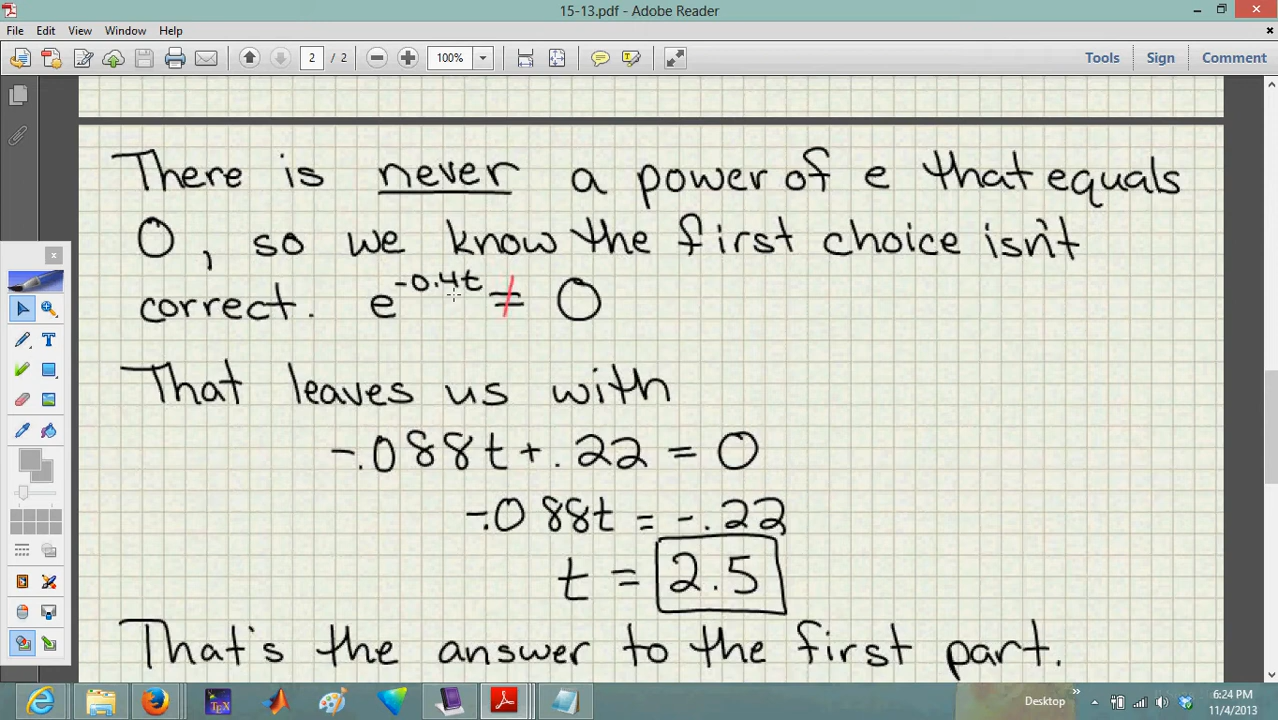 15-13.pdf - Adobe Reader
File Edit View Window Help
2 / 2 100% Tools Sign Comment
There is never a power of e that equals
0, so we know the first choice isn't
correct. e^-0.4t ≠ 0
That leaves us with
-.088t + .22 = 0
-.088t = -.22
t = 2.5
That's the answer to the first part.
Desktop
6:24 PM
11/4/2013